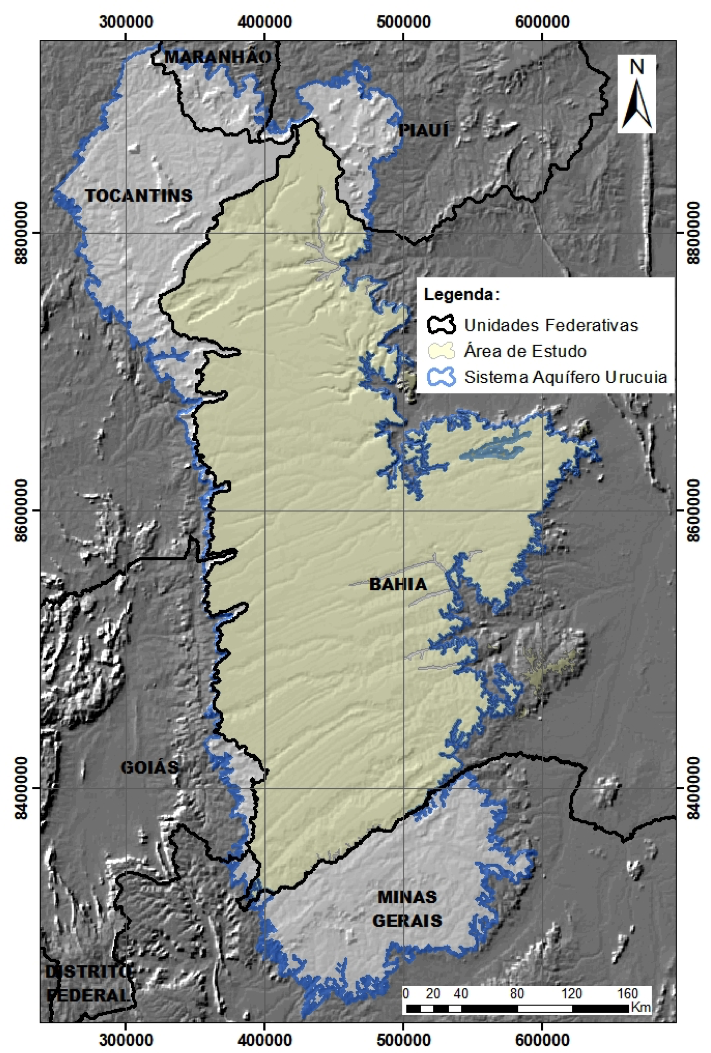 300000 400000 500000 600000
MARANHÃO
N
PIAUÍ
TOCANTINS
8800000
8800000
Legenda:
Unidades Federativas
Área de Estudo
Sistema Aquífero Urucuia
8600000
8600000
BAHIA
GOIÁS
8400000
8400000
MINAS
GERAIS
DISTRITO
FEDERAL
0 20 40 80 120 160
Km
300000 400000 500000 600000